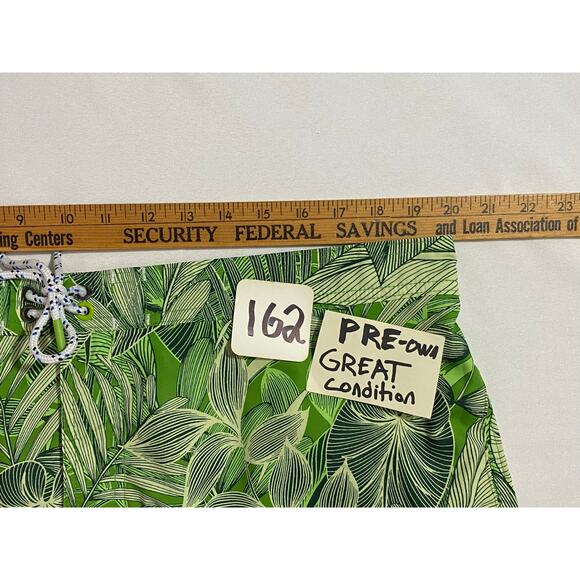 9 10 11 12 13 14 15 16 17 18 19 20 21 22 23
ing Centers SECURITY FEDERAL SAVINGS and Loan Association of
162
PRE-OWN
GREAT
Condition